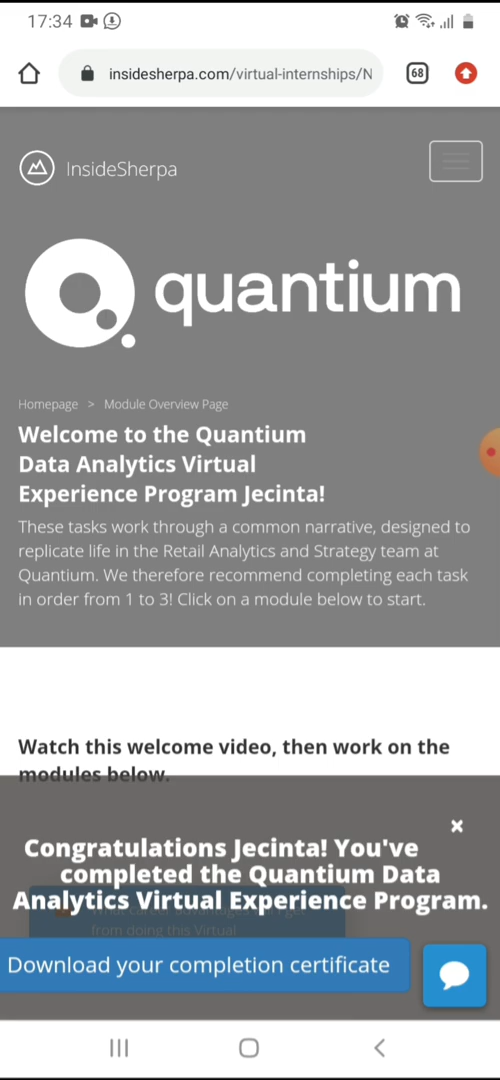 17:34
insidesherpa.com/virtual-internships/N
68
InsideSherpa
quantium
Homepage > Module Overview Page
Welcome to the Quantium
Data Analytics Virtual
Experience Program Jecinta!
These tasks work through a common narrative, designed to
replicate life in the Retail Analytics and Strategy team at
Quantium. We therefore recommend completing each task
in order from 1 to 3! Click on a module below to start.
Watch this welcome video, then work on the
modules below.
×
Congratulations Jecinta! You've
completed the Quantium Data
Analytics Virtual Experience Program.
from doing this Virtual
Download your completion certificate